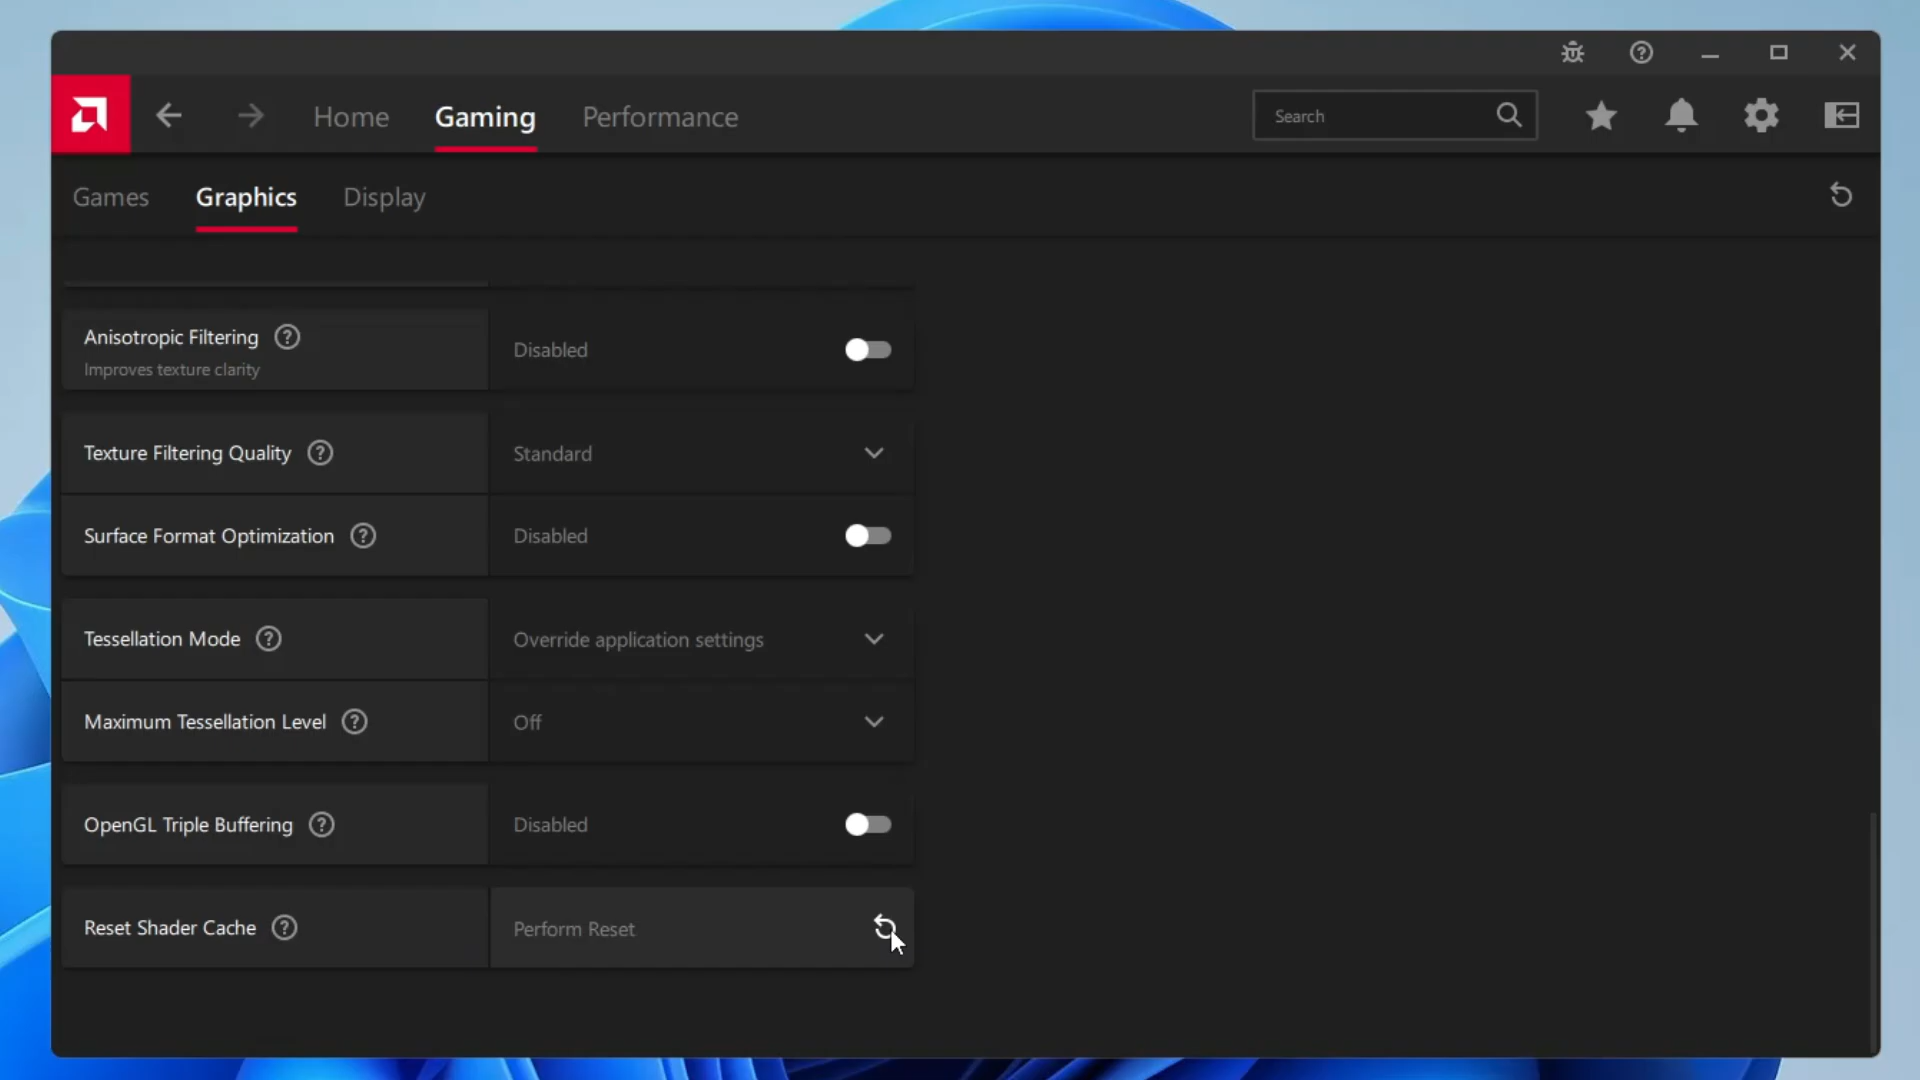 Home Gaming Performance Search
Games Graphics Display
Anisotropic Filtering ? Disabled
Improves texture clarity
Texture Filtering Quality ? Standard
Surface Format Optimization ? Disabled
Tessellation Mode ? Override application settings
Maximum Tessellation Level ? Off
OpenGL Triple Buffering ? Disabled
Reset Shader Cache ? Perform Reset